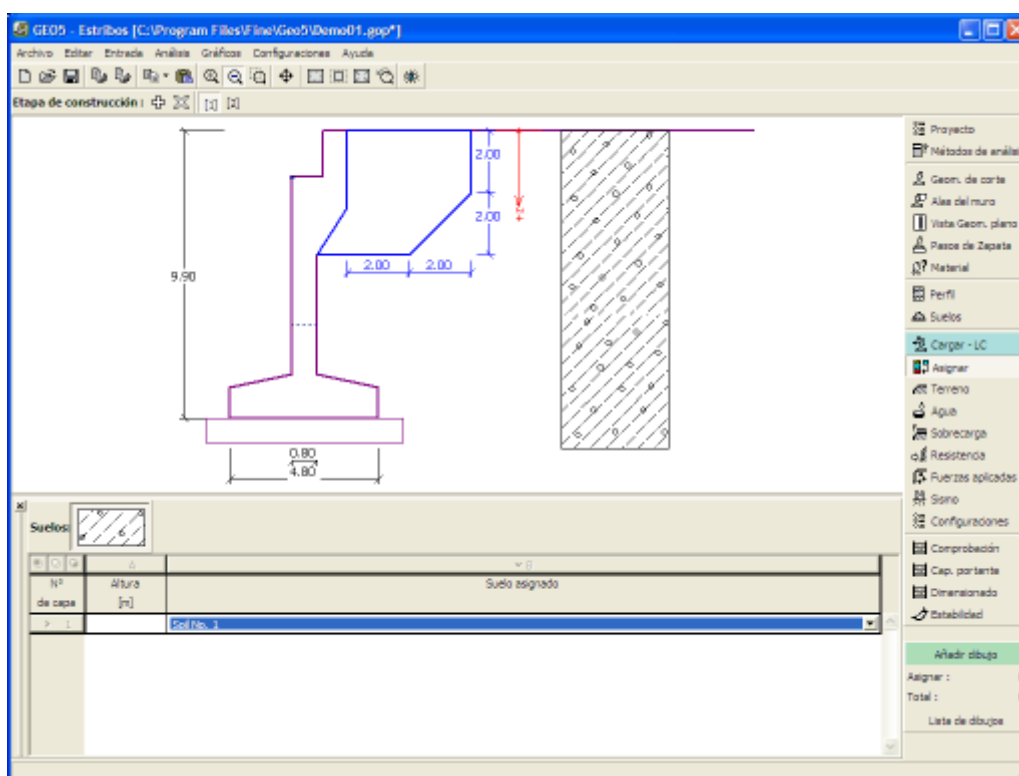 GEO5 - Estribos [C:\Program Files\Fine\Geo5\Demo01.gop*]
Archivo Editar Entrada Análisis Gráficos Configuraciones Ayuda
Etapa de construcción : [1] [2]
2.00
2.00
+z
2.00 2.00
9.90
0.80
4.80
Proyecto
Métodos de anális
Geom. de corte
Alas del muro
Vista Geom. plano
Pasos de Zapata
Material
Perfil
Suelos
Cargar - LC
Asignar
Terreno
Agua
Sobrecarga
Resistencia
Fuerzas aplicadas
Sismo
Configuraciones
Comprobación
Cap. portante
Dimensionado
Estabilidad
Añadir dibujo
Asignar :
Total :
Lista de dibujos
Suelos:
Nº de capa
Altura [m]
Suelo asignado
1
Soil No. 1